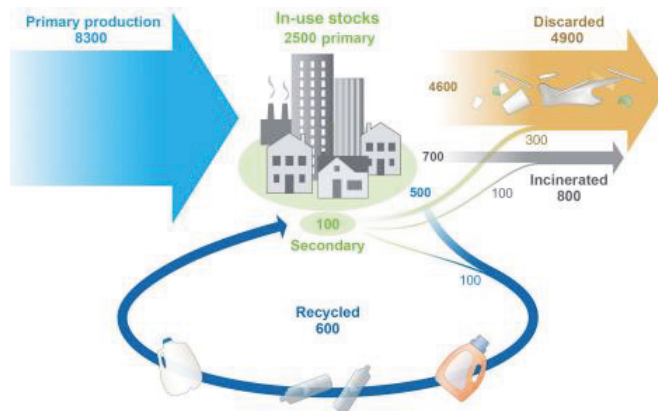 Primary production
8300
In-use stocks
2500 primary
Discarded
4900
4600
300
700
500
100
Incinerated
800
100
Secondary
100
Recycled
600